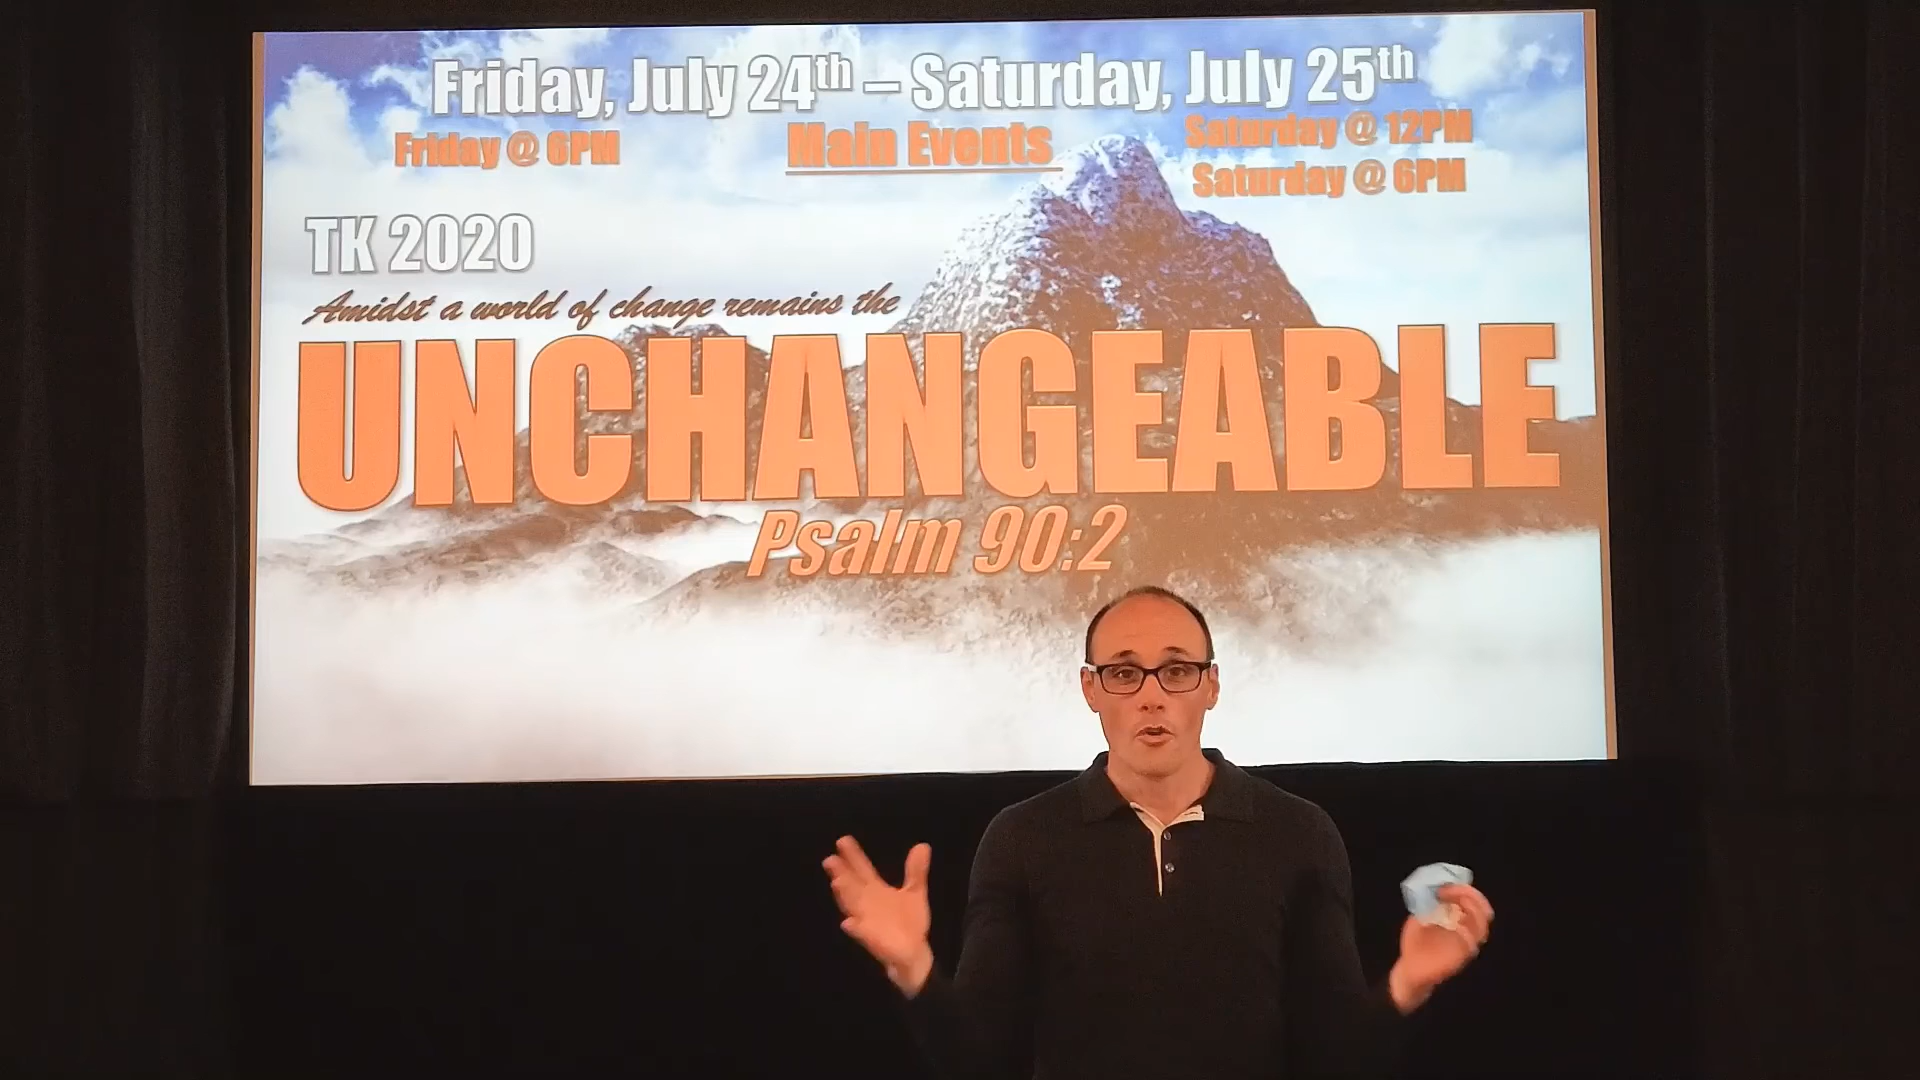 Friday, July 24th – Saturday, July 25th
Friday @ 6PM
Main Events
Saturday @ 12PM
Saturday @ 6PM
TK 2020
Amidst a world of change remains the
UNCHANGEABLE
Psalm 90:2